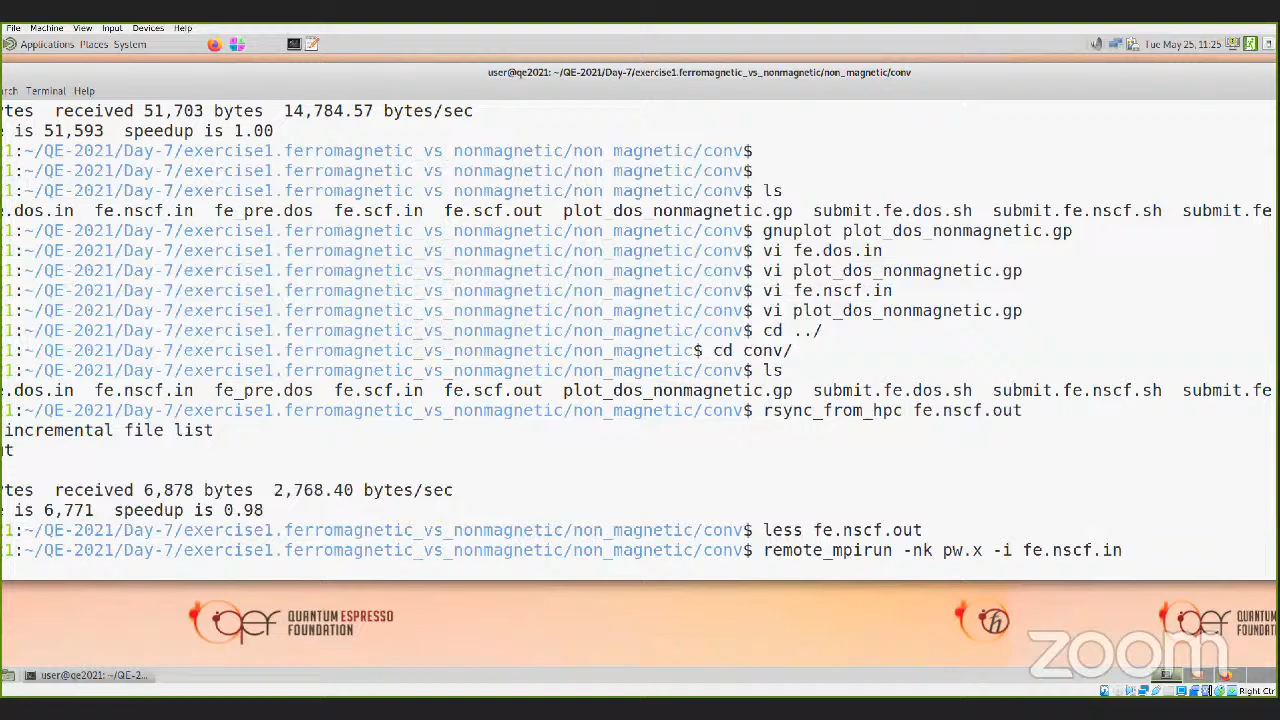 File Machine View Input Devices Help
Applications Places System Tue May 25, 11:25
user@qe2021: ~/QE-2021/Day-7/exercise1.ferromagnetic_vs_nonmagnetic/non_magnetic/conv
rch Terminal Help
tes received 51,703 bytes 14,784.57 bytes/sec
e is 51,593 speedup is 1.00
1:~/QE-2021/Day-7/exercise1.ferromagnetic_vs_nonmagnetic/non_magnetic/conv$
1:~/QE-2021/Day-7/exercise1.ferromagnetic_vs_nonmagnetic/non_magnetic/conv$
1:~/QE-2021/Day-7/exercise1.ferromagnetic_vs_nonmagnetic/non_magnetic/conv$ ls
.dos.in fe.nscf.in fe_pre.dos fe.scf.in fe.scf.out plot_dos_nonmagnetic.gp submit.fe.dos.sh submit.fe.nscf.sh submit.fe
1:~/QE-2021/Day-7/exercise1.ferromagnetic_vs_nonmagnetic/non_magnetic/conv$ gnuplot plot_dos_nonmagnetic.gp
1:~/QE-2021/Day-7/exercise1.ferromagnetic_vs_nonmagnetic/non_magnetic/conv$ vi fe.dos.in
1:~/QE-2021/Day-7/exercise1.ferromagnetic_vs_nonmagnetic/non_magnetic/conv$ vi plot_dos_nonmagnetic.gp
1:~/QE-2021/Day-7/exercise1.ferromagnetic_vs_nonmagnetic/non_magnetic/conv$ vi fe.nscf.in
1:~/QE-2021/Day-7/exercise1.ferromagnetic_vs_nonmagnetic/non_magnetic/conv$ vi plot_dos_nonmagnetic.gp
1:~/QE-2021/Day-7/exercise1.ferromagnetic_vs_nonmagnetic/non_magnetic/conv$ cd ../
1:~/QE-2021/Day-7/exercise1.ferromagnetic_vs_nonmagnetic/non_magnetic$ cd conv/
1:~/QE-2021/Day-7/exercise1.ferromagnetic_vs_nonmagnetic/non_magnetic/conv$ ls
.dos.in fe.nscf.in fe_pre.dos fe.scf.in fe.scf.out plot_dos_nonmagnetic.gp submit.fe.dos.sh submit.fe.nscf.sh submit.fe
1:~/QE-2021/Day-7/exercise1.ferromagnetic_vs_nonmagnetic/non_magnetic/conv$ rsync_from_hpc fe.nscf.out
incremental file list
ut
tes received 6,878 bytes 2,768.40 bytes/sec
e is 6,771 speedup is 0.98
1:~/QE-2021/Day-7/exercise1.ferromagnetic_vs_nonmagnetic/non_magnetic/conv$ less fe.nscf.out
1:~/QE-2021/Day-7/exercise1.ferromagnetic_vs_nonmagnetic/non_magnetic/conv$ remote_mpirun -nk pw.x -i fe.nscf.in
qef QUANTUM ESPRESSO FOUNDATION
ħ
qef QUANTUM FOUNDAT
zoom
user@qe2021: ~/QE-2...
Right Ctr